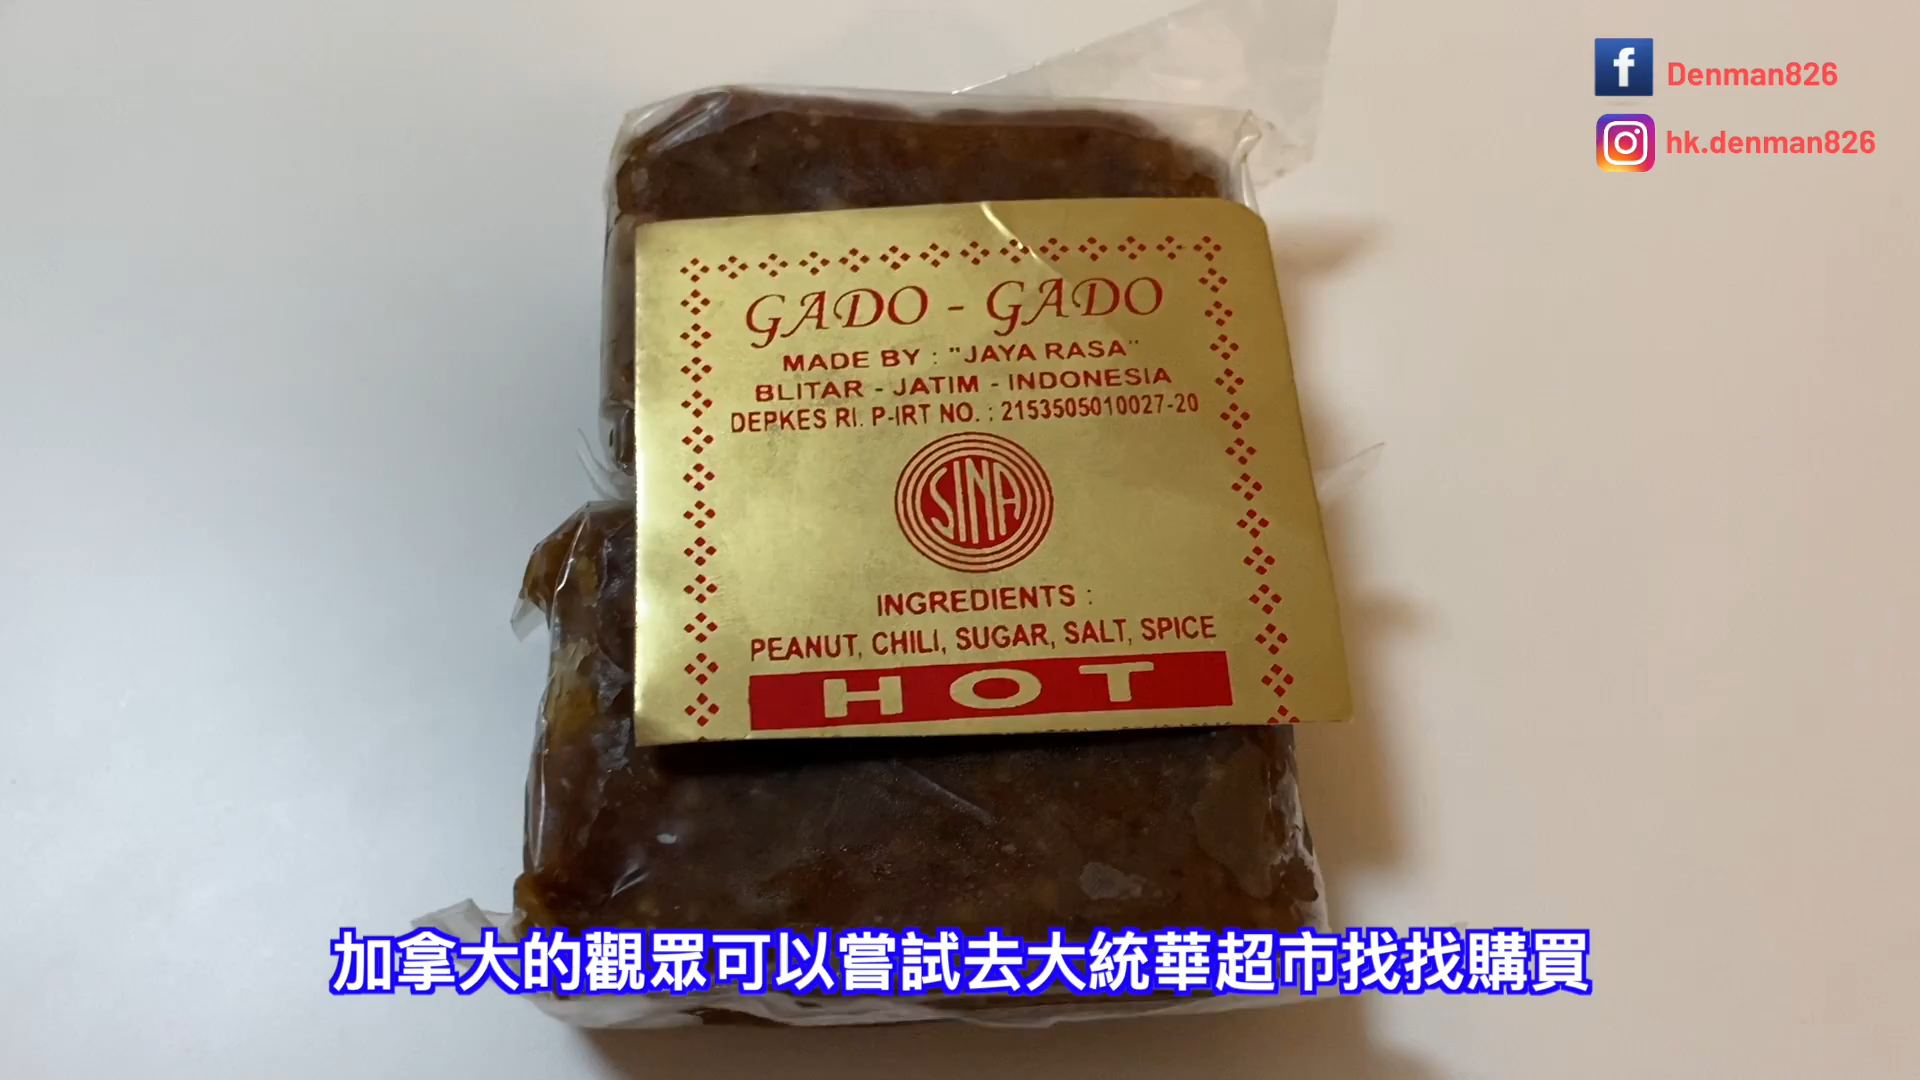 Denman826
hk.denman826
GADO - GADO
MADE BY : "JAYA RASA"
BLITAR - JATIM - INDONESIA
DEPKES RI. P-IRT NO. : 2153505010027-20
SINA
INGREDIENTS :
PEANUT, CHILI, SUGAR, SALT, SPICE
HOT
加拿大的觀眾可以嘗試去大統華超市找找購買